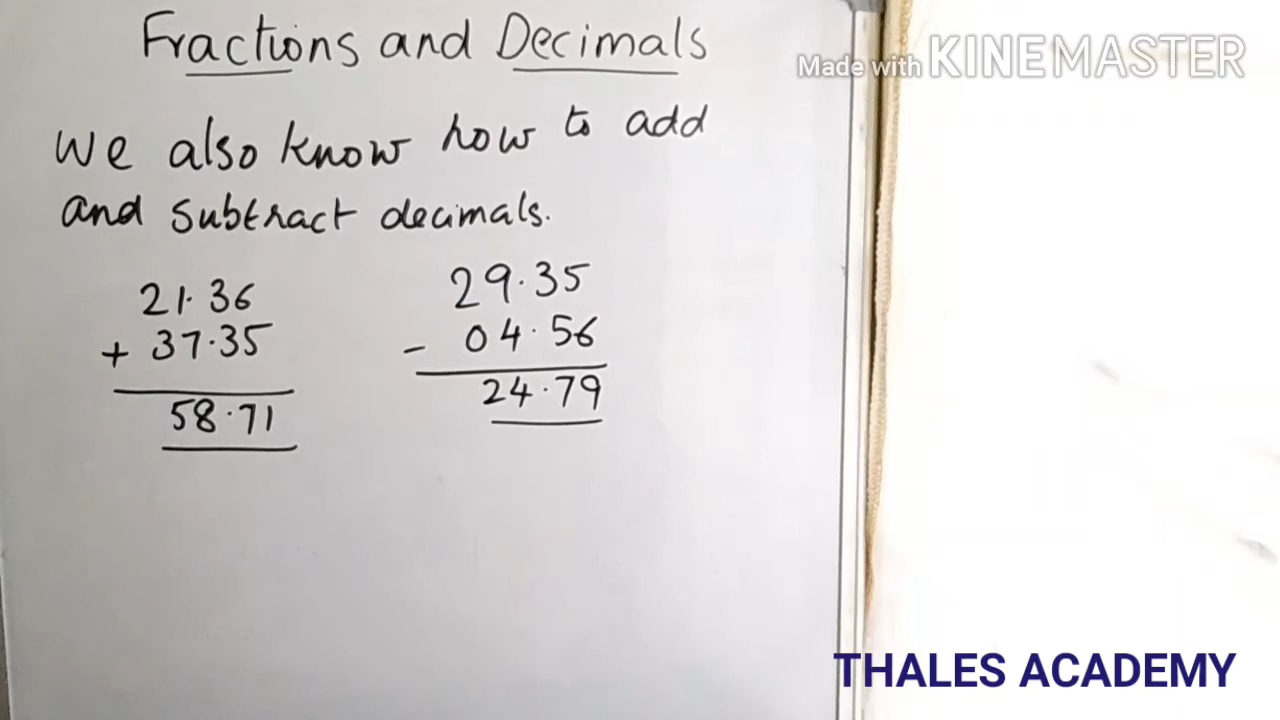 Fractions and Decimals
Made with KINEMASTER
We also know how to add
and subtract decimals.
21.36
+ 37.35
58.71
29.35
- 04.56
24.79
THALES ACADEMY